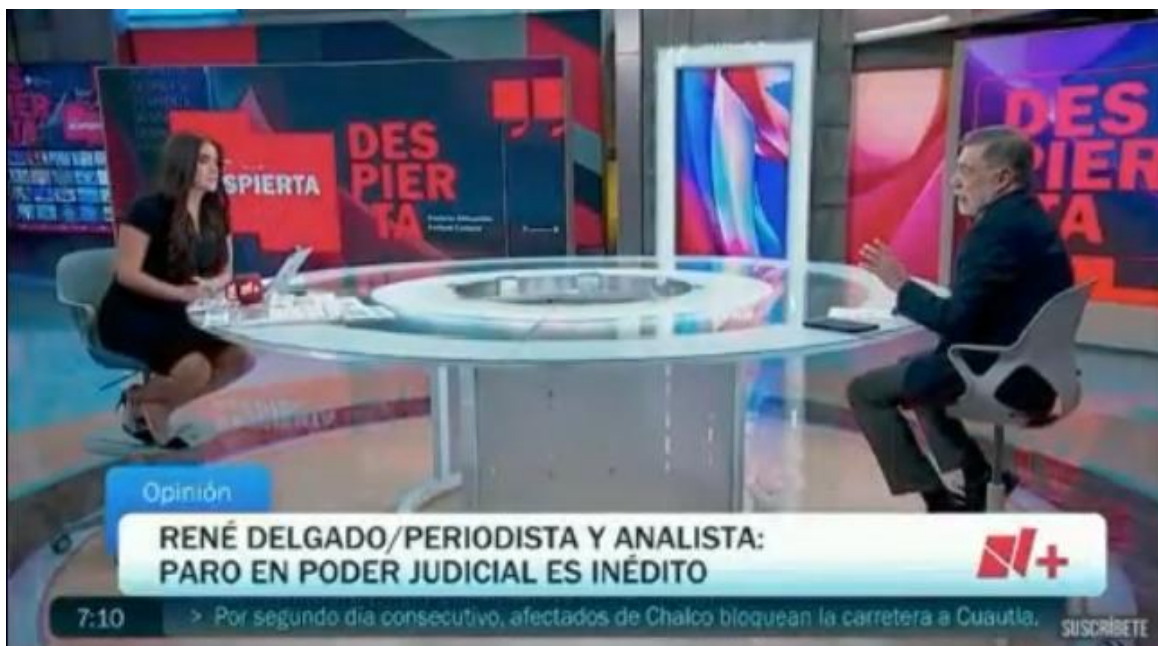 DES
PIER
TA
SPIERTA
DES
PIER
TA
Opinión
RENÉ DELGADO/PERIODISTA Y ANALISTA:
PARO EN PODER JUDICIAL ES INÉDITO
N+
7:10
> Por segundo día consecutivo, afectados de Chalco bloquean la carretera a Cuautla.
SUSCRÍBETE